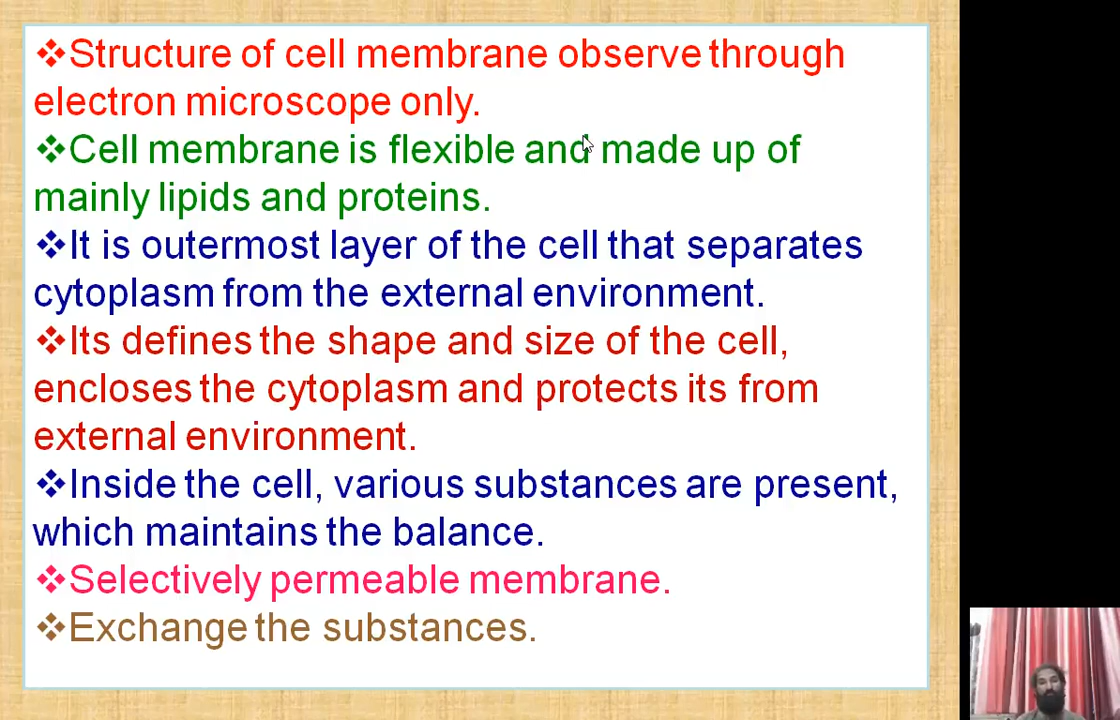 ❖Structure of cell membrane observe through
electron microscope only.
❖Cell membrane is flexible and made up of
mainly lipids and proteins.
❖It is outermost layer of the cell that separates
cytoplasm from the external environment.
❖Its defines the shape and size of the cell,
encloses the cytoplasm and protects its from
external environment.
❖Inside the cell, various substances are present,
which maintains the balance.
❖Selectively permeable membrane.
❖Exchange the substances.